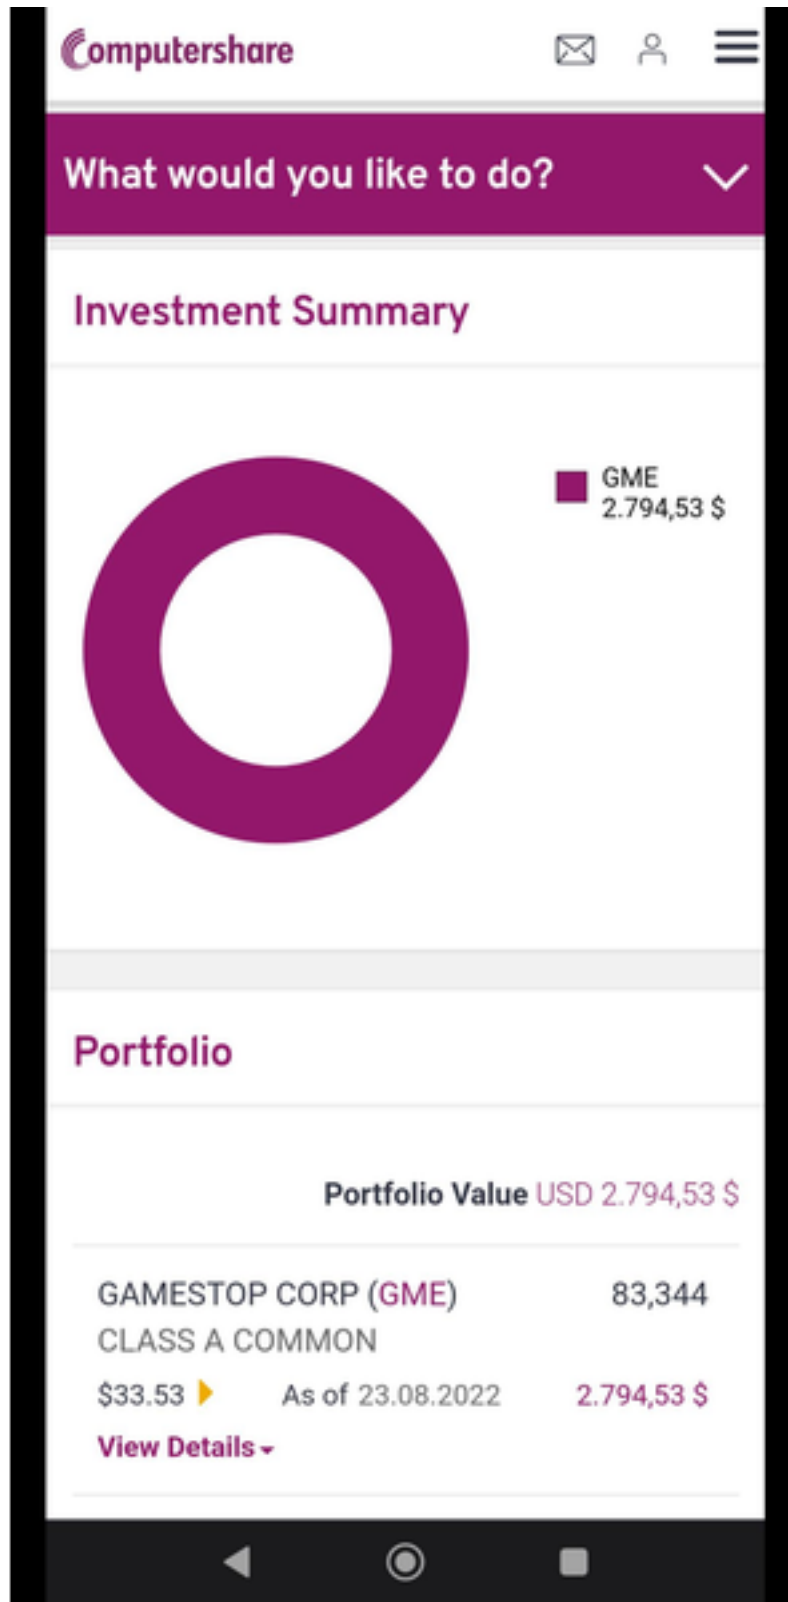 Computershare
What would you like to do?
Investment Summary
GME
2.794,53 $
Portfolio
Portfolio Value USD 2.794,53 $
GAMESTOP CORP (GME) 83,344
CLASS A COMMON
$33.53 As of 23.08.2022 2.794,53 $
View Details